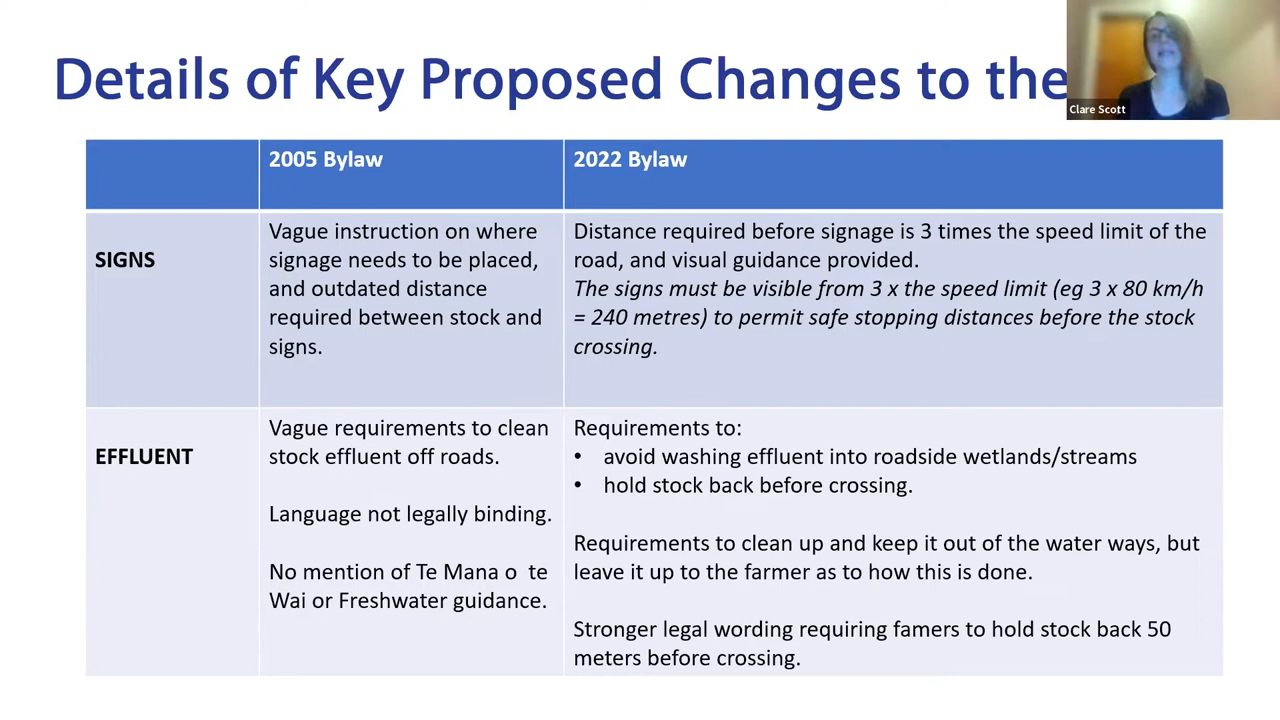 Details of Key Proposed Changes to the
Clare Scott
2005 Bylaw
2022 Bylaw
SIGNS
Vague instruction on where
signage needs to be placed,
and outdated distance
required between stock and
signs.
Distance required before signage is 3 times the speed limit of the
road, and visual guidance provided.
The signs must be visible from 3 x the speed limit (eg 3 x 80 km/h
= 240 metres) to permit safe stopping distances before the stock
crossing.
EFFLUENT
Vague requirements to clean
stock effluent off roads.
Language not legally binding.
No mention of Te Mana o  te
Wai or Freshwater guidance.
Requirements to:
• avoid washing effluent into roadside wetlands/streams
• hold stock back before crossing.
Requirements to clean up and keep it out of the water ways, but
leave it up to the farmer as to how this is done.
Stronger legal wording requiring famers to hold stock back 50
meters before crossing.